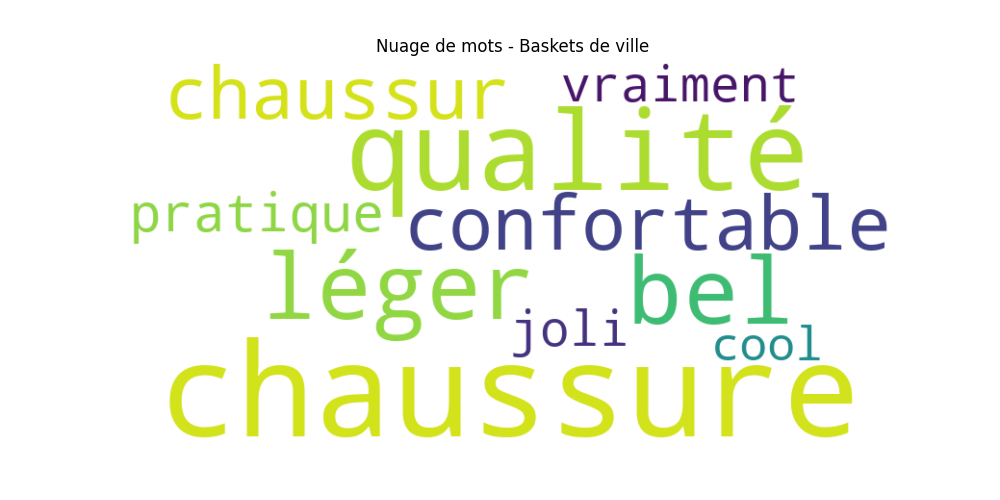 Nuage de mots - Baskets de ville
chaussur
vraiment
qualité
pratique
confortable
léger
bel
joli
cool
chaussure